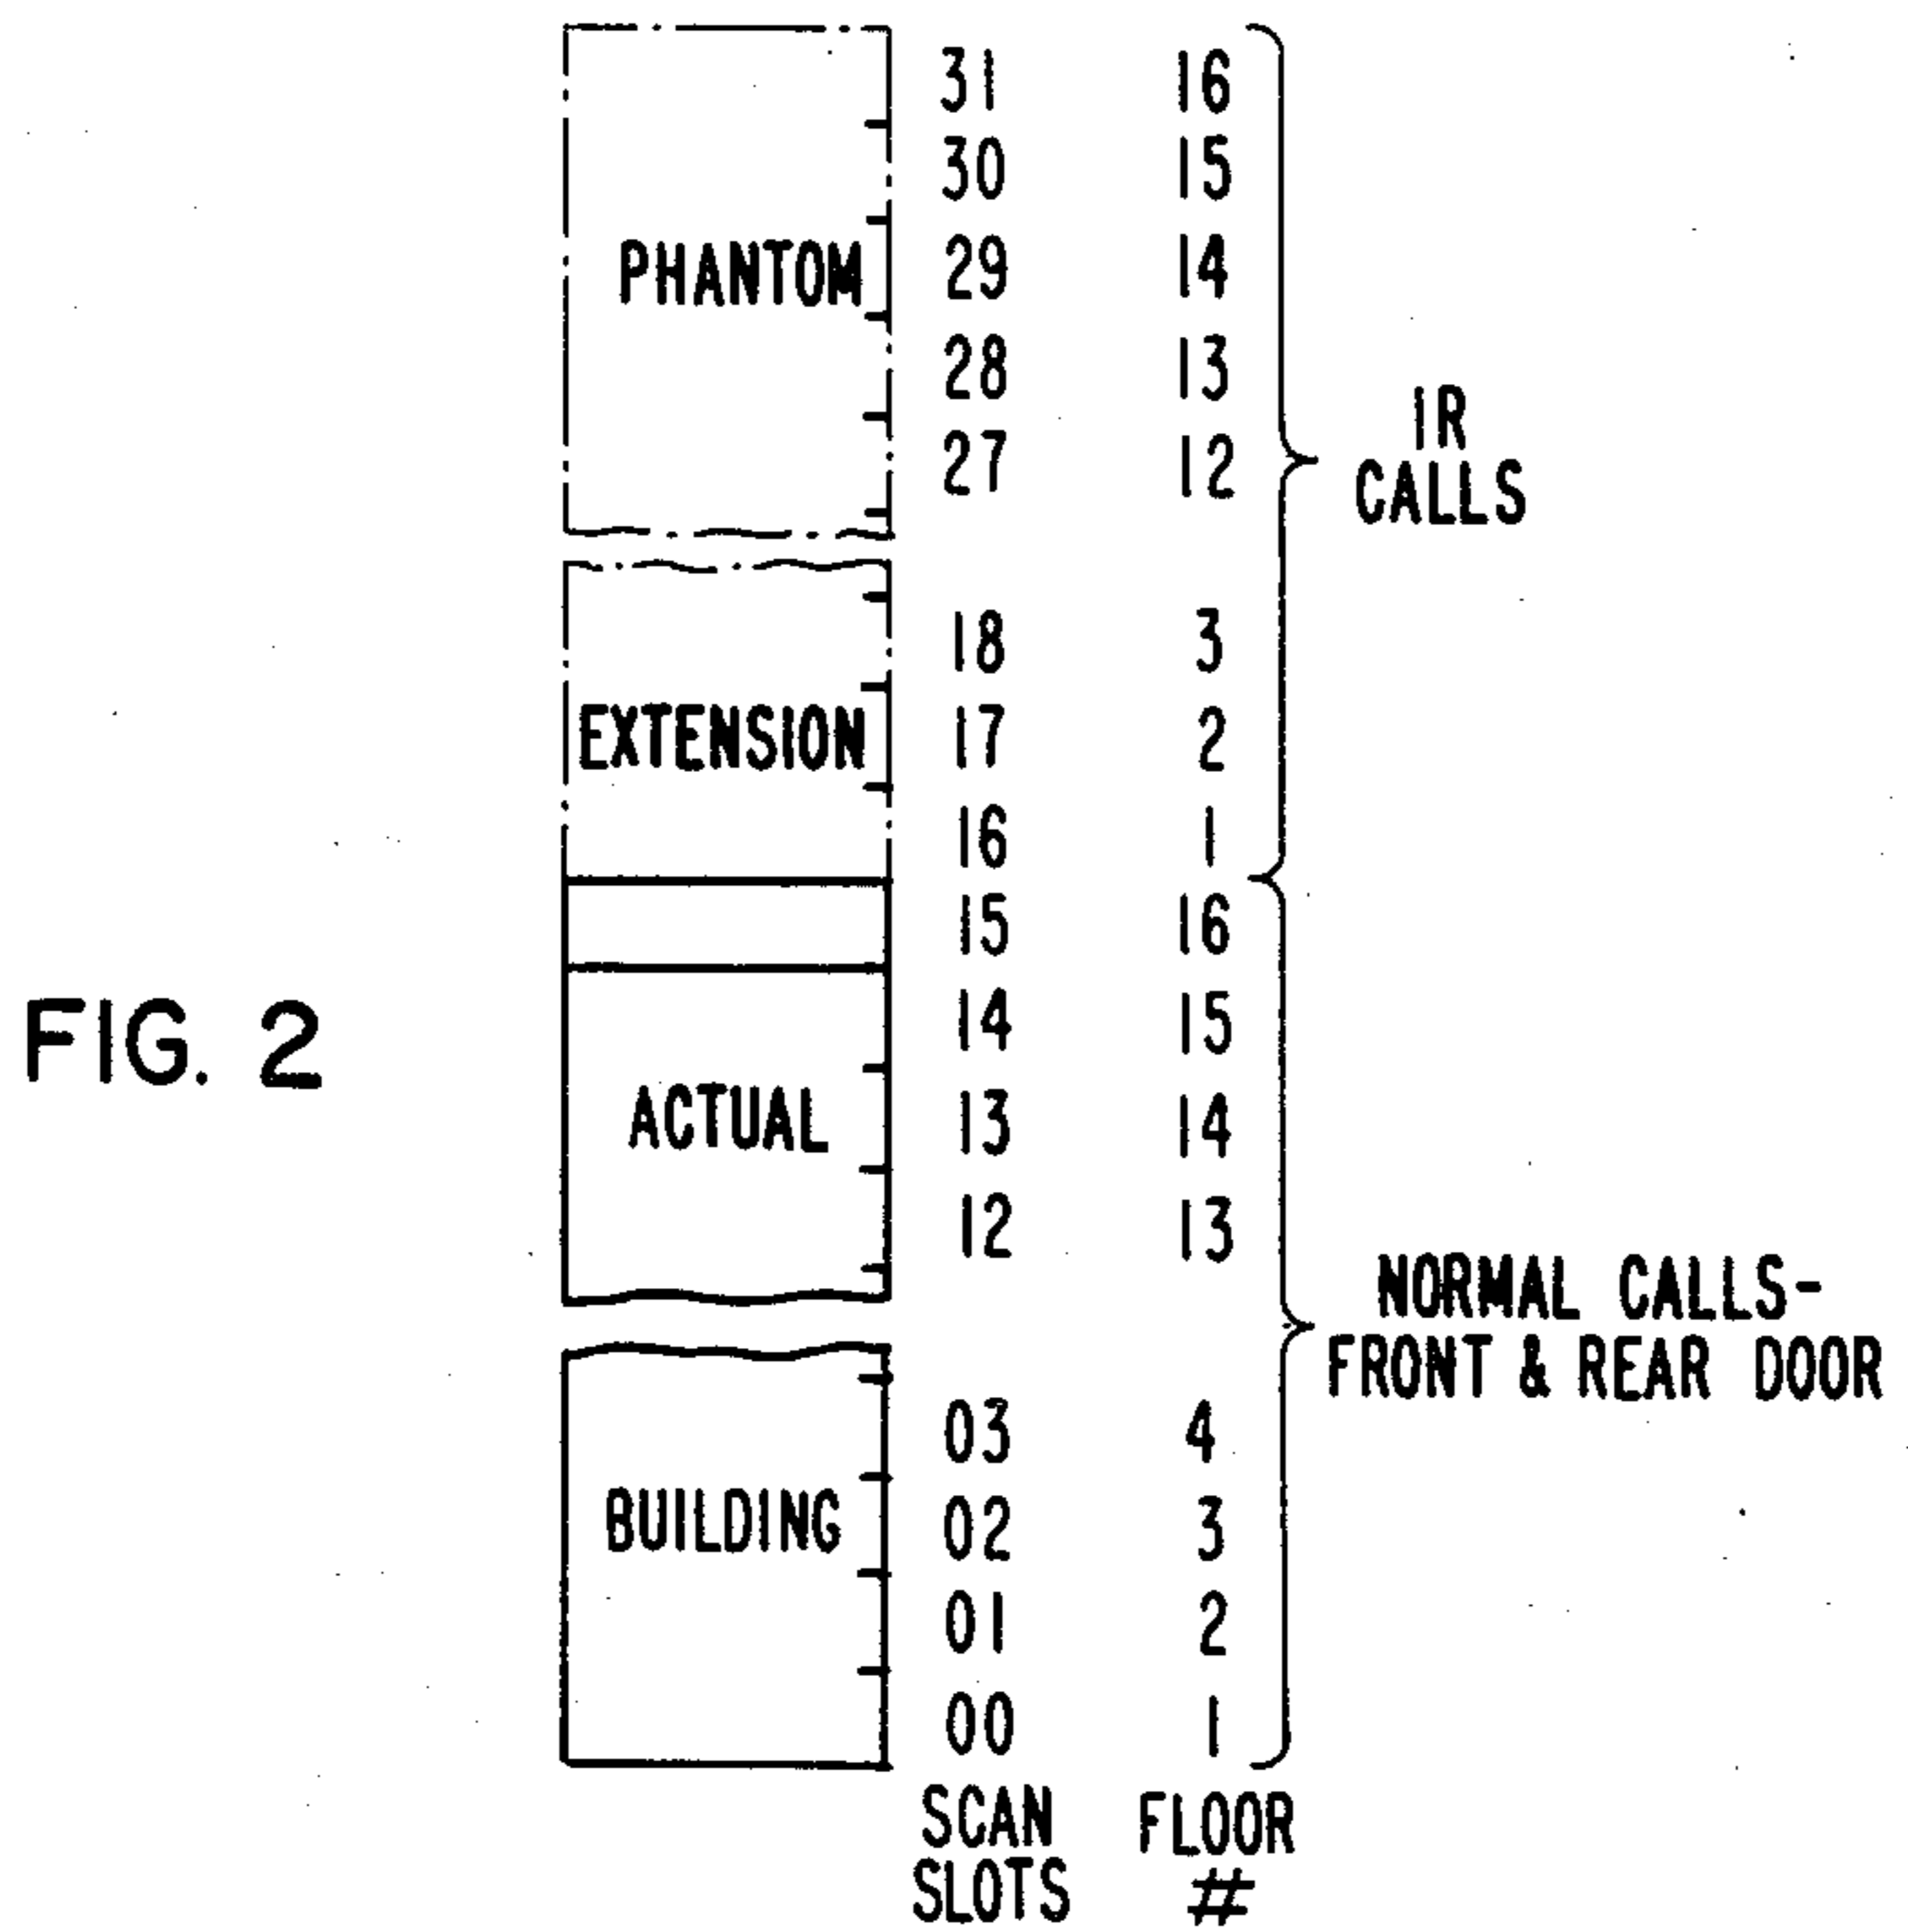 31 16
30 15
PHANTOM 29 14
28 13
27 12
IR
CALLS
18 3
EXTENSION 17 2
16 1
15 16
14 15
FIG. 2
ACTUAL 13 14
12 13
NORMAL CALLS-
FRONT & REAR DOOR
03 4
BUILDING 02 3
01 2
00 1
SCAN FLOOR
SLOTS #